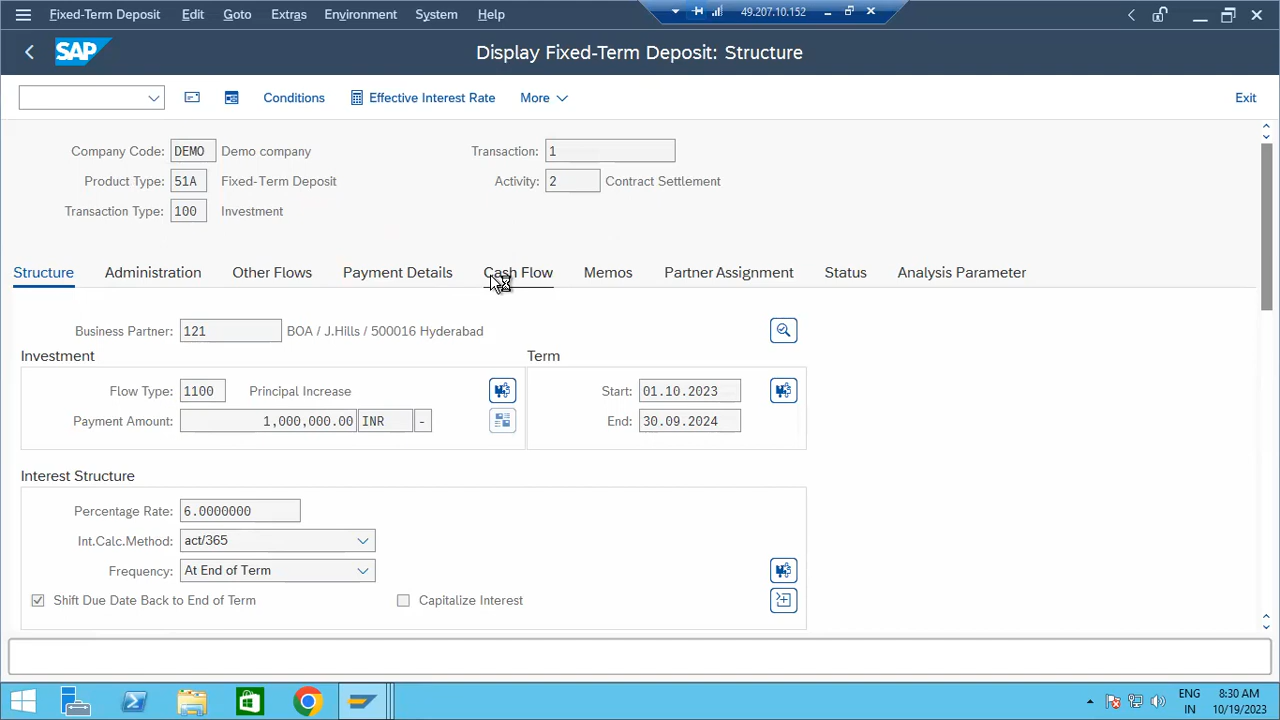 Fixed-Term Deposit Edit Goto Extras Environment System Help 49.207.10.152
SAP Display Fixed-Term Deposit: Structure
Conditions Effective Interest Rate More Exit
Company Code: DEMO Demo company Transaction: 1
Product Type: 51A Fixed-Term Deposit Activity: 2 Contract Settlement
Transaction Type: 100 Investment
Structure Administration Other Flows Payment Details Cash Flow Memos Partner Assignment Status Analysis Parameter
Business Partner: 121 BOA / J.Hills / 500016 Hyderabad
Investment Term
Flow Type: 1100 Principal Increase Start: 01.10.2023
Payment Amount: 1,000,000.00 INR - End: 30.09.2024
Interest Structure
Percentage Rate: 6.0000000
Int.Calc.Method: act/365
Frequency: At End of Term
Shift Due Date Back to End of Term Capitalize Interest
ENG 8:30 AM
IN 10/19/2023